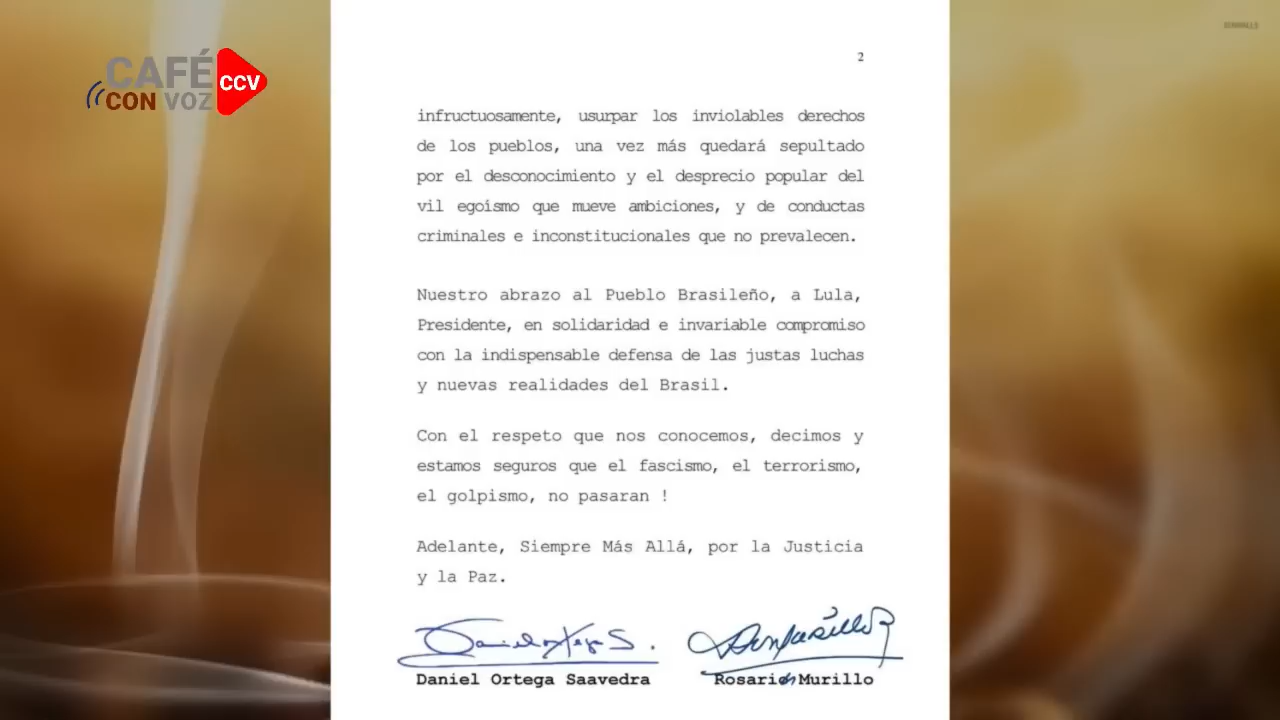 CAFÉ
CON VOZ
CCV
2
infructuosamente, usurpar los inviolables derechos
de los pueblos, una vez más quedará sepultado
por el desconocimiento y el desprecio popular del
vil egoísmo que mueve ambiciones, y de conductas
criminales e inconstitucionales que no prevalecen.
Nuestro abrazo al Pueblo Brasileño, a Lula,
Presidente, en solidaridad e invariable compromiso
con la indispensable defensa de las justas luchas
y nuevas realidades del Brasil.
Con el respeto que nos conocemos, decimos y
estamos seguros que el fascismo, el terrorismo,
el golpismo, no pasaran !
Adelante, Siempre Más Allá, por la Justicia
y la Paz.
Daniel Ortega Saavedra
Rosario Murillo